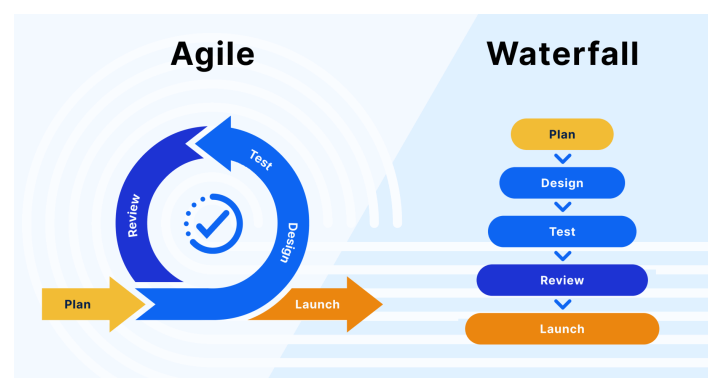 Agile
Plan
Design
Test
Review
Launch
Waterfall
Plan
Design
Test
Review
Launch